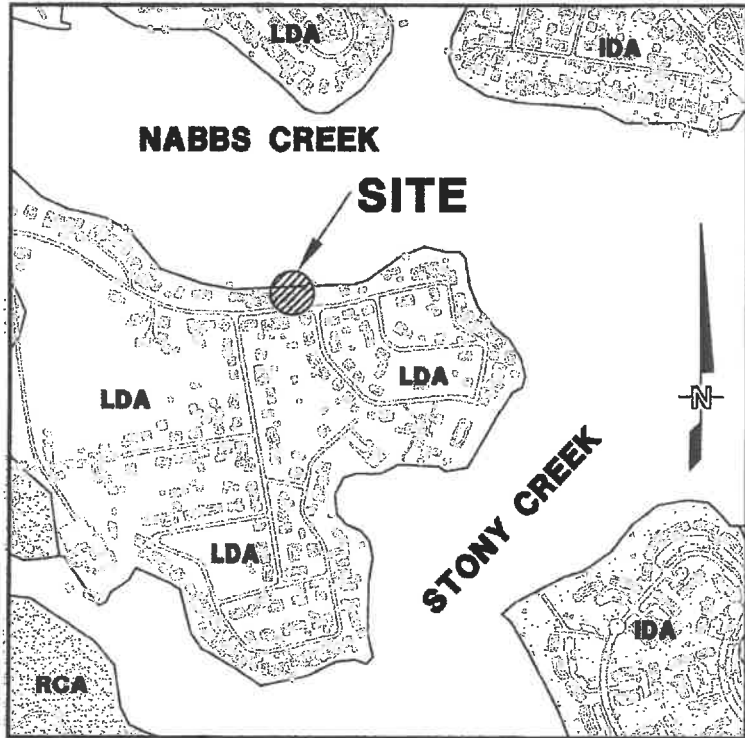 LDA
IDA
NABBS CREEK
SITE
LDA
LDA
N
STONY CREEK
LDA
IDA
RCA